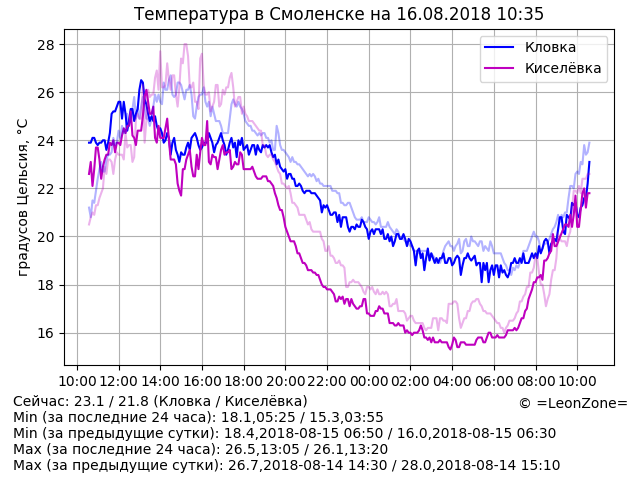 Температура в Смоленске на 16.08.2018 10:35
градусов Цельсия, °C
28
26
24
22
20
18
16
Кловка
Киселёвка
10:00 12:00 14:00 16:00 18:00 20:00 22:00 00:00 02:00 04:00 06:00 08:00 10:00
Сейчас: 23.1 / 21.8 (Кловка / Киселёвка)
© =LeonZone=
Min (за последние 24 часа): 18.1,05:25 / 15.3,03:55
Min (за предыдущие сутки): 18.4,2018-08-15 06:50 / 16.0,2018-08-15 06:30
Max (за последние 24 часа): 26.5,13:05 / 26.1,13:20
Max (за предыдущие сутки): 26.7,2018-08-14 14:30 / 28.0,2018-08-14 15:10